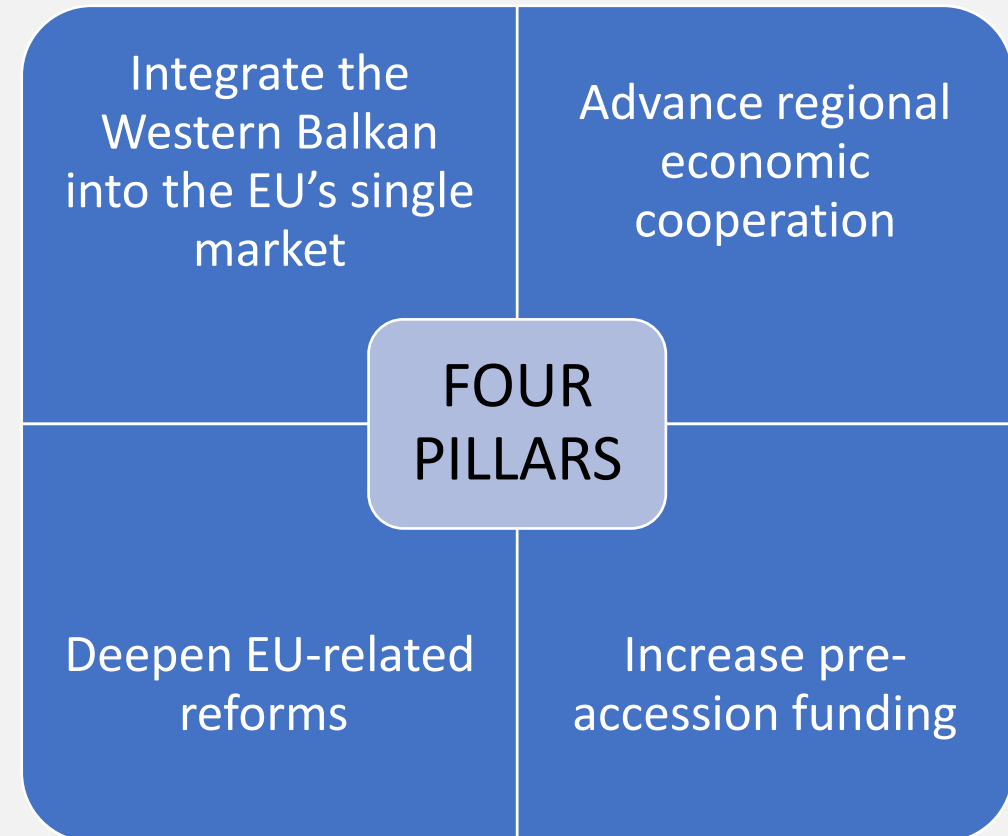 Integrate the
Western Balkan
into the EU’s single
market
Advance regional
economic
cooperation
FOUR
PILLARS
Deepen EU-related
reforms
Increase pre-
accession funding